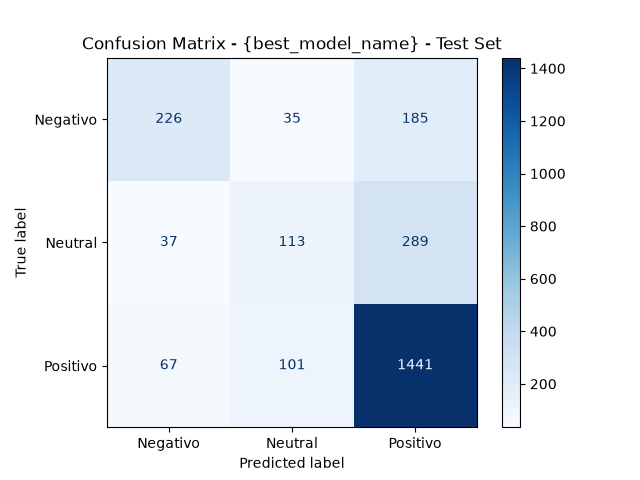 Confusion Matrix - {best_model_name} - Test Set
True label
Negativo
226
35
185
Neutral
37
113
289
Positivo
67
101
1441
Negativo
Neutral
Positivo
Predicted label
1400
1200
1000
800
600
400
200